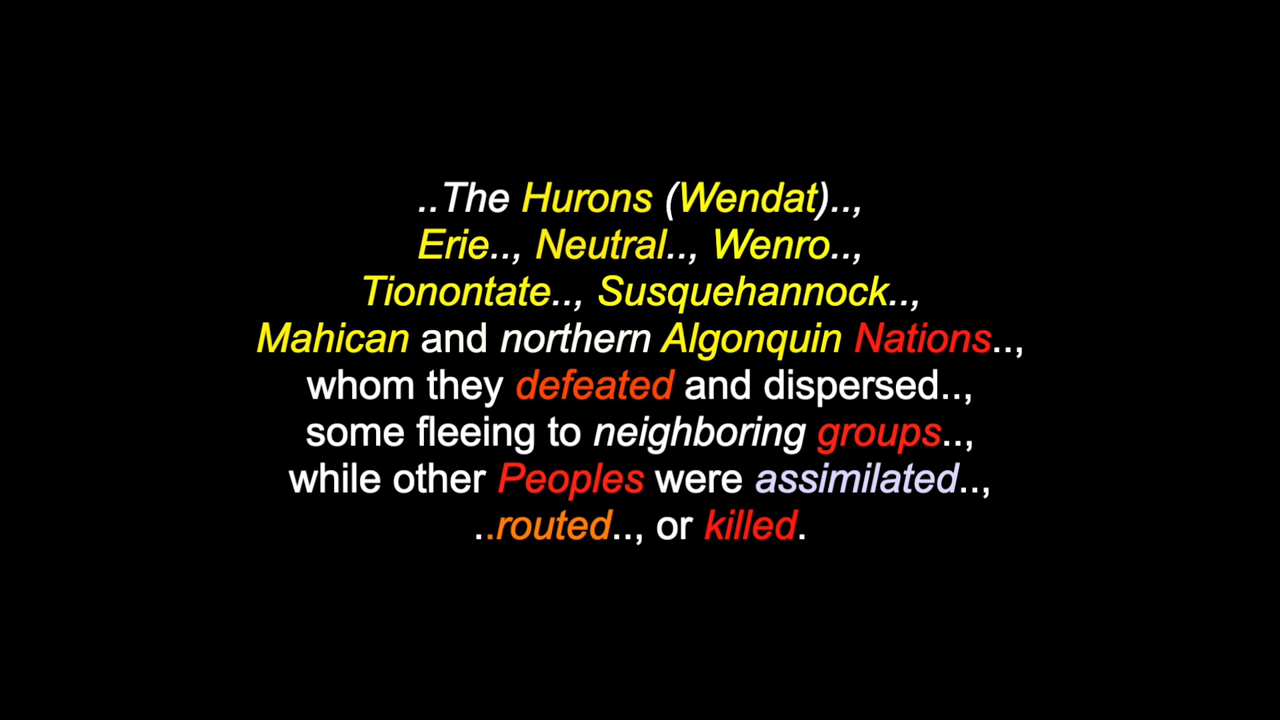 ..The Hurons (Wendat)..,
Erie.., Neutral.., Wenro..,
Tionontate.., Susquehannock..,
Mahican and northern Algonquin Nations..,
whom they defeated and dispersed..,
some fleeing to neighboring groups..,
while other Peoples were assimilated..,
..routed.., or killed.